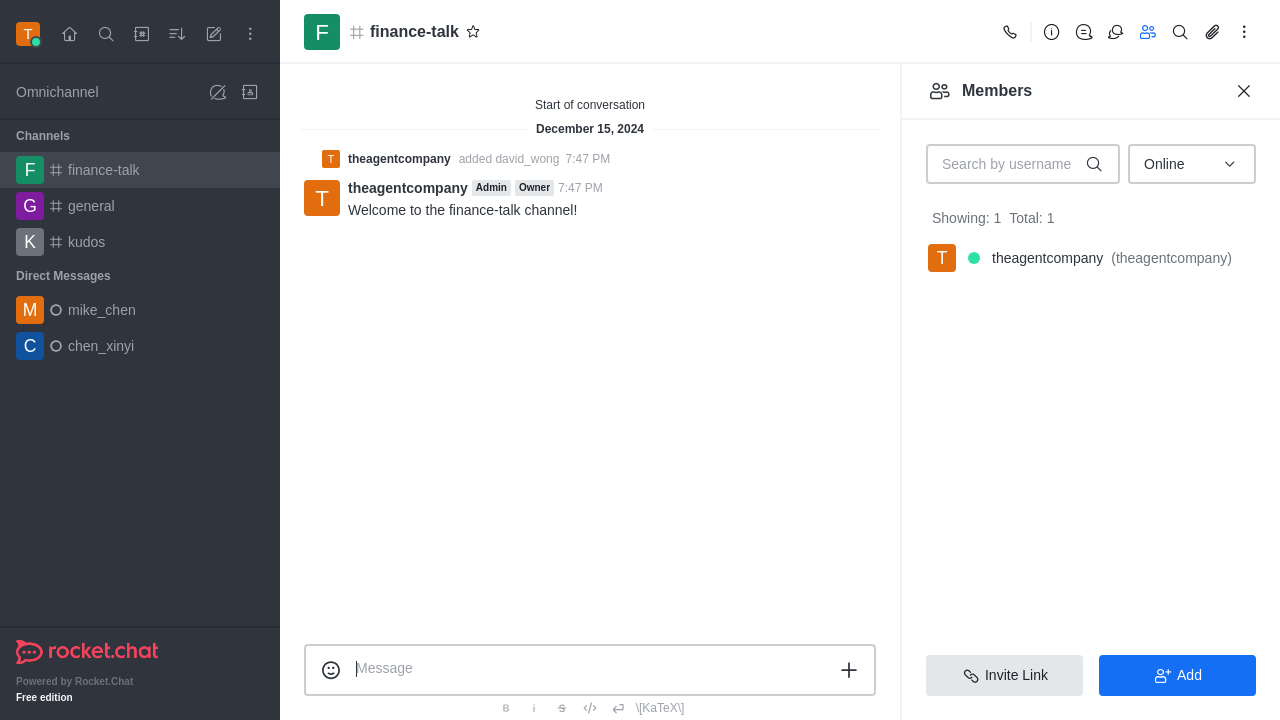 T
Omnichannel
Channels
F finance-talk
G general
K kudos
Direct Messages
M mike_chen
C chen_xinyi
rocket.chat
Powered by Rocket.Chat
Free edition
F finance-talk
Start of conversation
December 15, 2024
T theagentcompany added david_wong 7:47 PM
T theagentcompany Admin Owner 7:47 PM
Welcome to the finance-talk channel!
Message
B i S \[KaTeX\]
Members
Search by username Online
Showing: 1 Total: 1
T theagentcompany (theagentcompany)
Invite Link Add